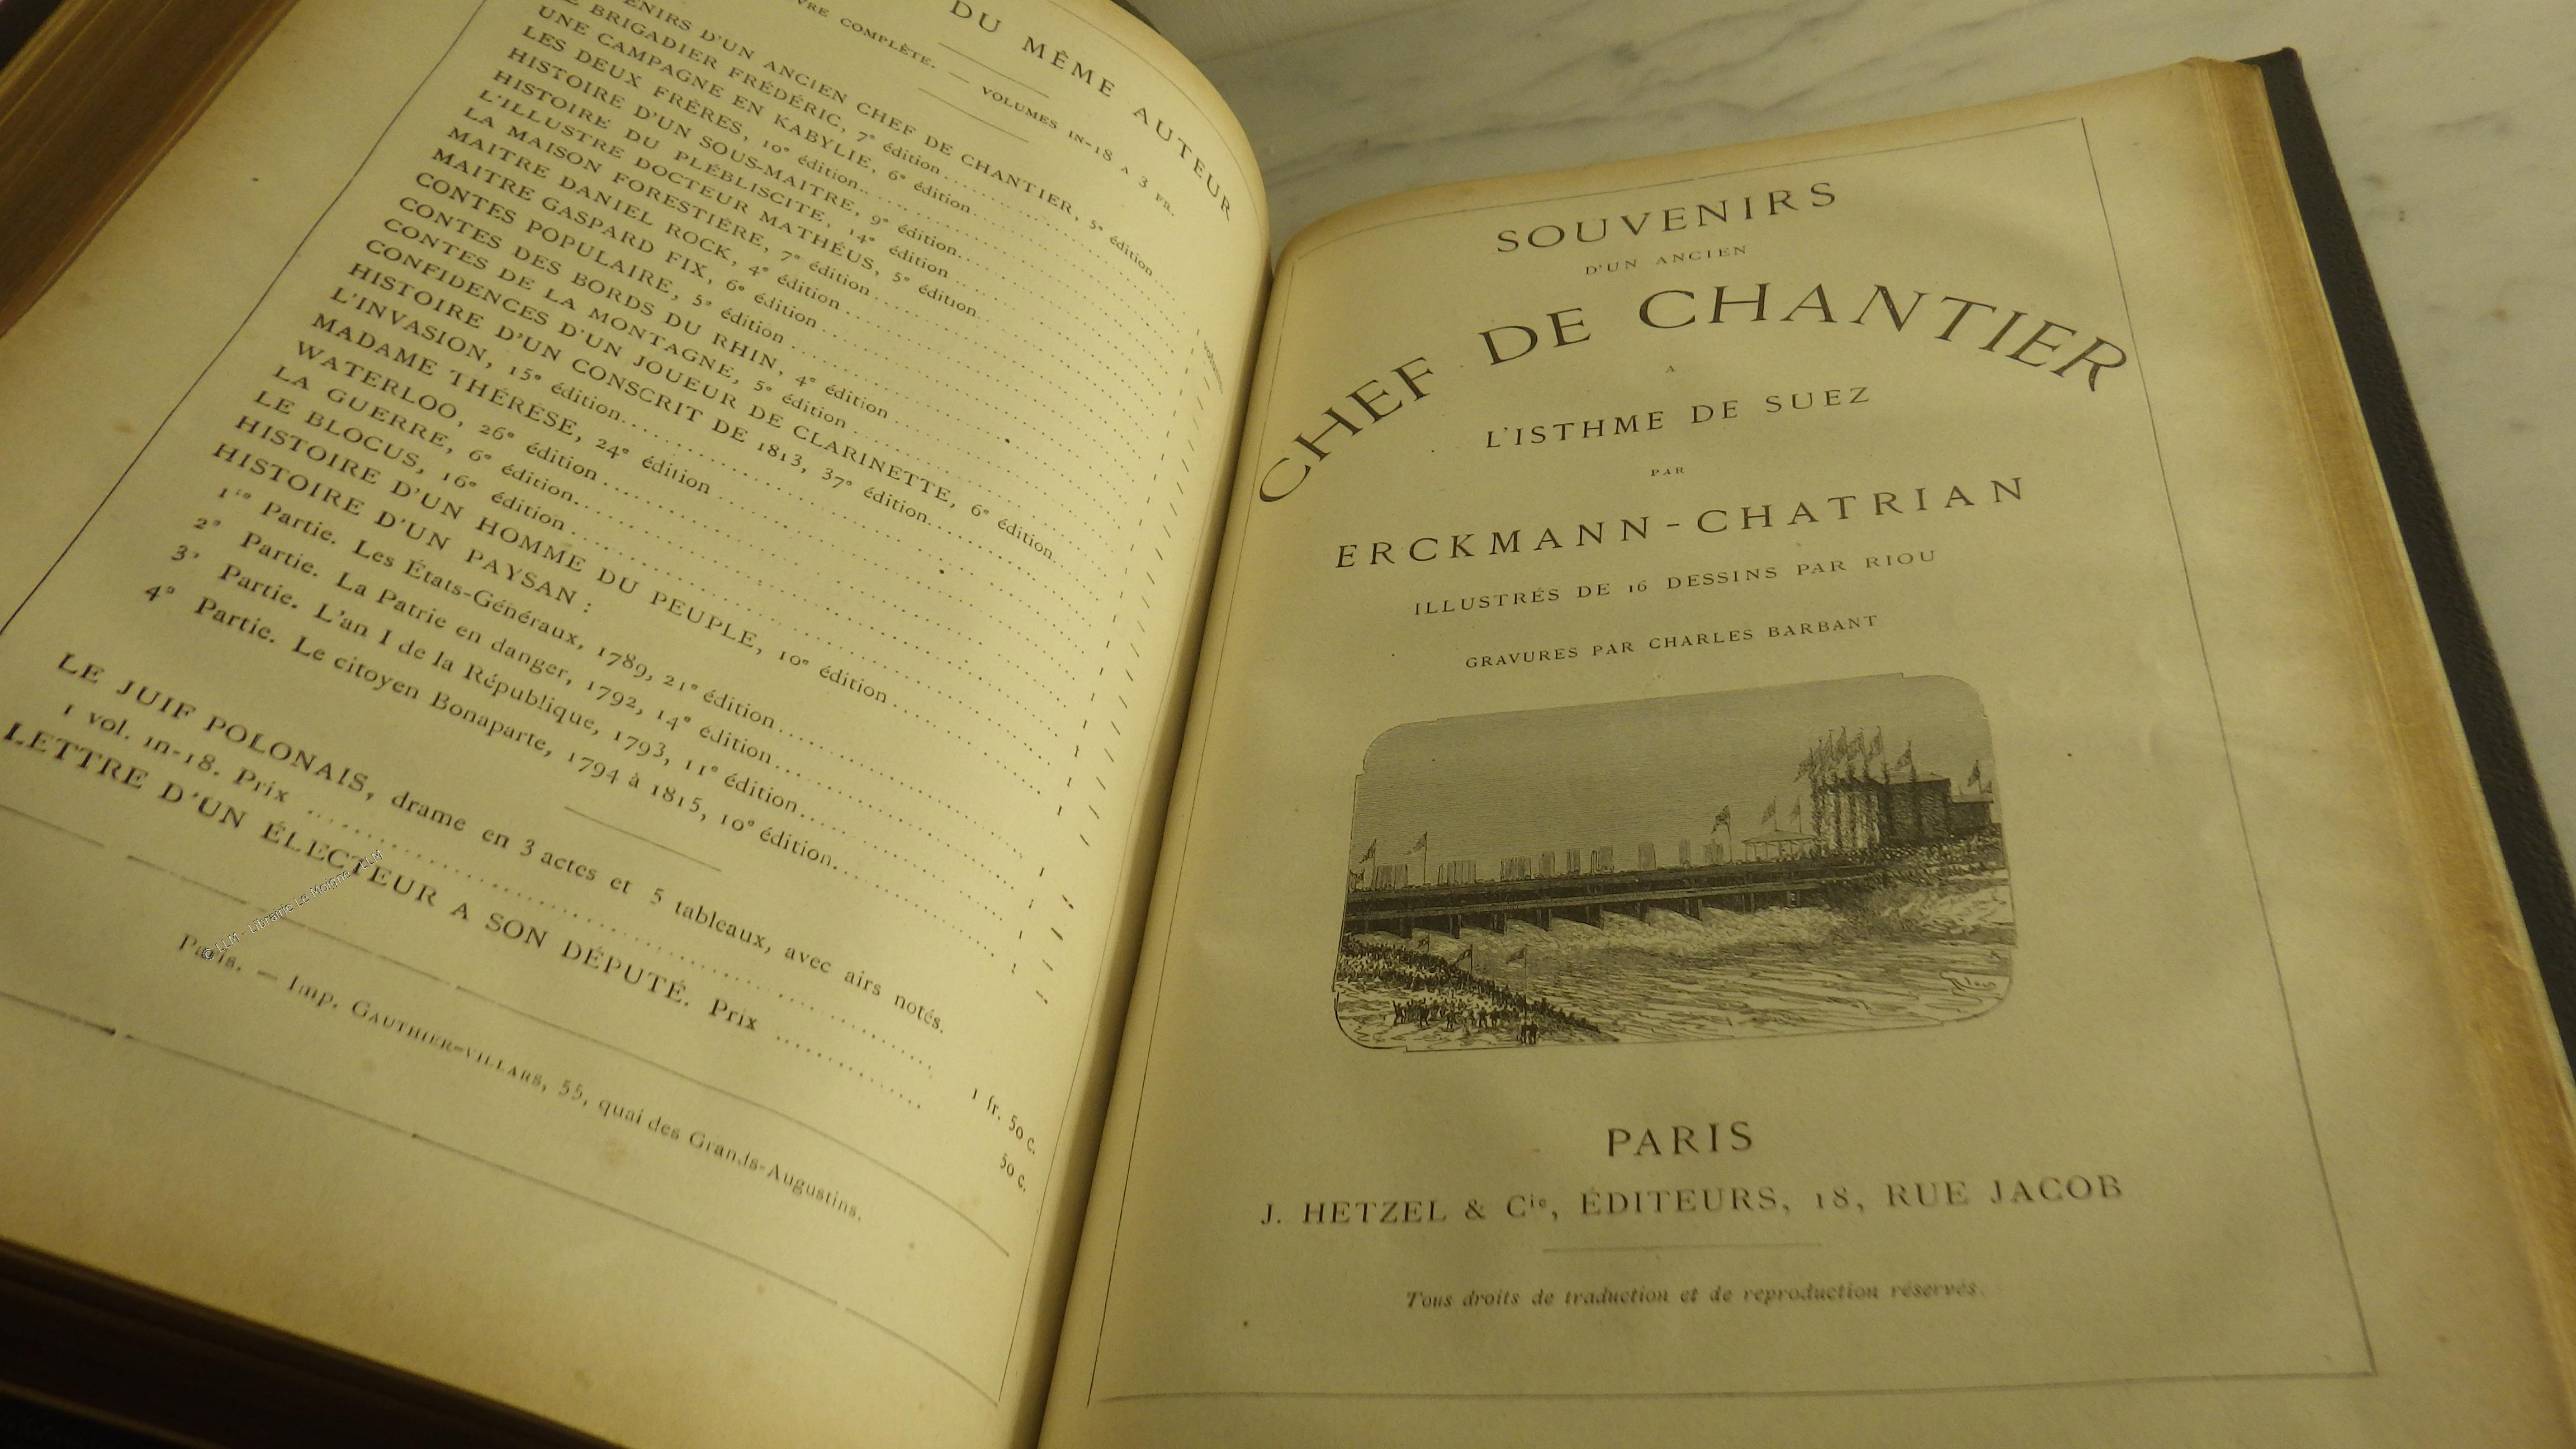 DU MÊME AUTEUR
COMPLÈTE. — VOLUMES IN-18 A 3 FR.
D'UN ANCIEN CHEF DE CHANTIER, 5e édition
BRIGADIER FRÉDÉRIC, 7e édition
UNE CAMPAGNE EN KABYLIE, 6e édition
LES DEUX FRÈRES, 10e édition
HISTOIRE D'UN SOUS-MAITRE, 9e édition
HISTOIRE DU PLÉBLISCITE, 14e édition
L'ILLUSTRE DOCTEUR MATHÉUS, 5e édition
LA MAISON FORESTIÈRE, 7e édition
MAITRE DANIEL ROCK, 4e édition
MAITRE GASPARD FIX, 6e édition
CONTES POPULAIRE, 5e édition
CONTES DES BORDS DU RHIN, 4e édition
CONTES DE LA MONTAGNE, 5e édition
CONFIDENCES D'UN JOUEUR DE CLARINETTE, 6e édition
HISTOIRE D'UN CONSCRIT DE 1813, 37e édition
L'INVASION, 15e édition
MADAME THÉRÈSE, 24e édition
WATERLOO, 26e édition
LA GUERRE, 6e édition
LE BLOCUS, 16e édition
HISTOIRE D'UN HOMME DU PEUPLE, 10e édition
HISTOIRE D'UN PAYSAN :
1re Partie. Les États-Généraux, 1789, 21e édition
2e Partie. La Patrie en danger, 1792, 14e édition
3e Partie. L'an I de la République, 1793, 11e édition
4e Partie. Le citoyen Bonaparte, 1794 à 1815, 10e édition
LE JUIF POLONAIS, drame en 3 actes et 5 tableaux, avec airs notés.
1 vol. in-18. Prix 1 fr. 50 c.
LETTRE D'UN ÉLECTEUR A SON DÉPUTÉ. Prix 50 c.
Paris. — Imp. GAUTHIER-VILLARS, 55, quai des Grands-Augustins.
© LLM - Librairie Le Moigne - LLM
SOUVENIRS
D'UN ANCIEN
CHEF DE CHANTIER
A
L'ISTHME DE SUEZ
PAR
ERCKMANN-CHATRIAN
ILLUSTRÉS DE 16 DESSINS PAR RIOU
GRAVURES PAR CHARLES BARBANT
PARIS
J. HETZEL & Cie, ÉDITEURS, 18, RUE JACOB
Tous droits de traduction et de reproduction réservés.